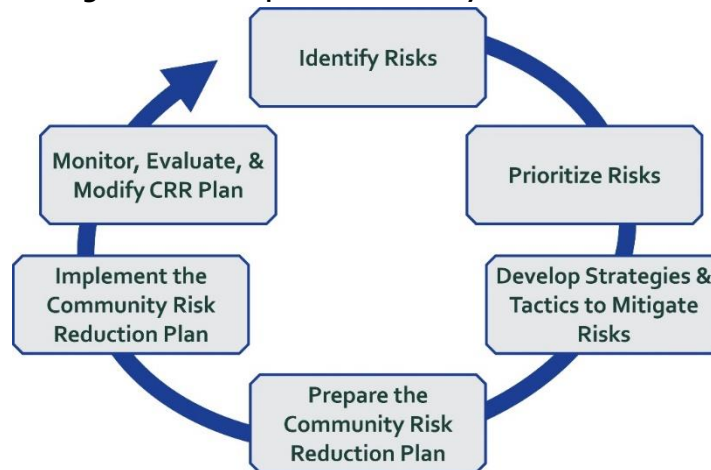 Identify Risks
Prioritize Risks
Develop Strategies &
Tactics to Mitigate
Risks
Prepare the
Community Risk
Reduction Plan
Implement the
Community Risk
Reduction Plan
Monitor, Evaluate, &
Modify CRR Plan